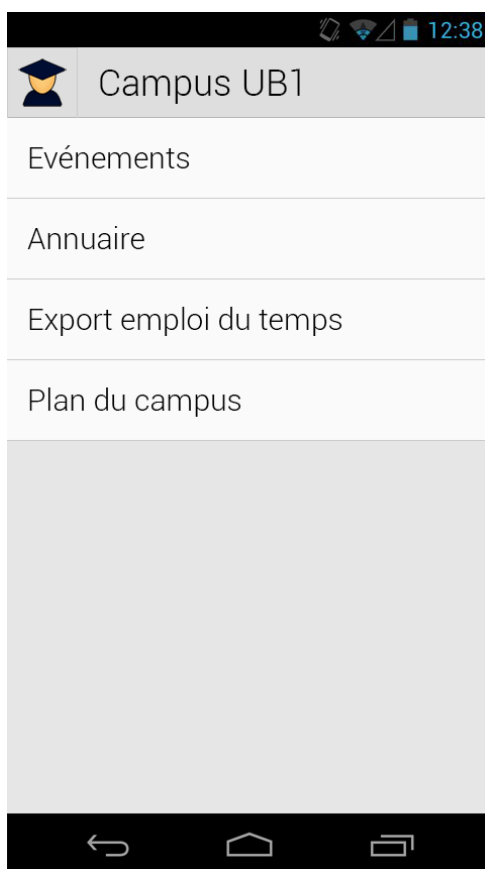 12:38
Campus UB1
Evénements
Annuaire
Export emploi du temps
Plan du campus